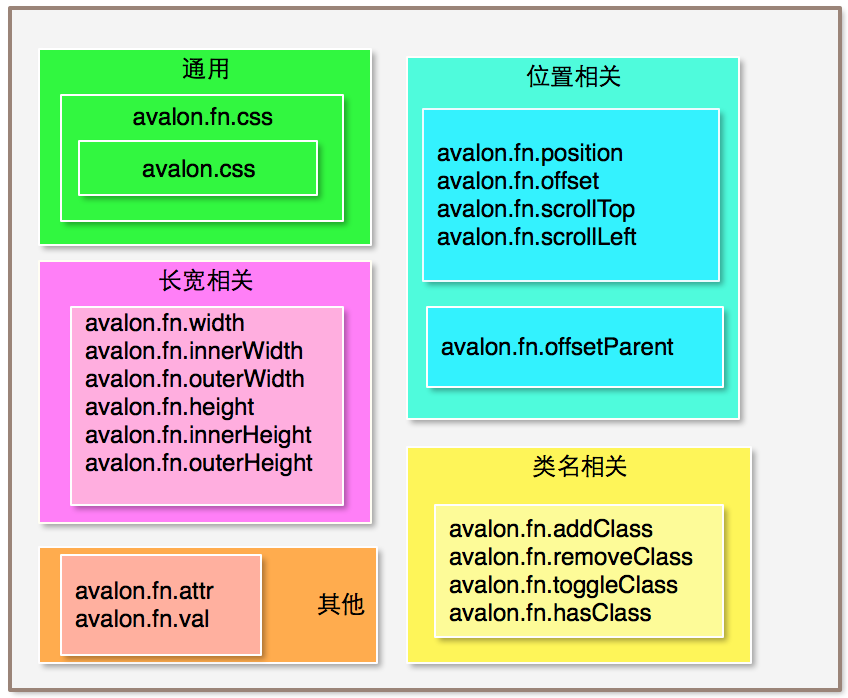 通用
avalon.fn.css
avalon.css
长宽相关
avalon.fn.width
avalon.fn.innerWidth
avalon.fn.outerWidth
avalon.fn.height
avalon.fn.innerHeight
avalon.fn.outerHeight
avalon.fn.attr
avalon.fn.val
其他
位置相关
avalon.fn.position
avalon.fn.offset
avalon.fn.scrollTop
avalon.fn.scrollLeft
avalon.fn.offsetParent
类名相关
avalon.fn.addClass
avalon.fn.removeClass
avalon.fn.toggleClass
avalon.fn.hasClass